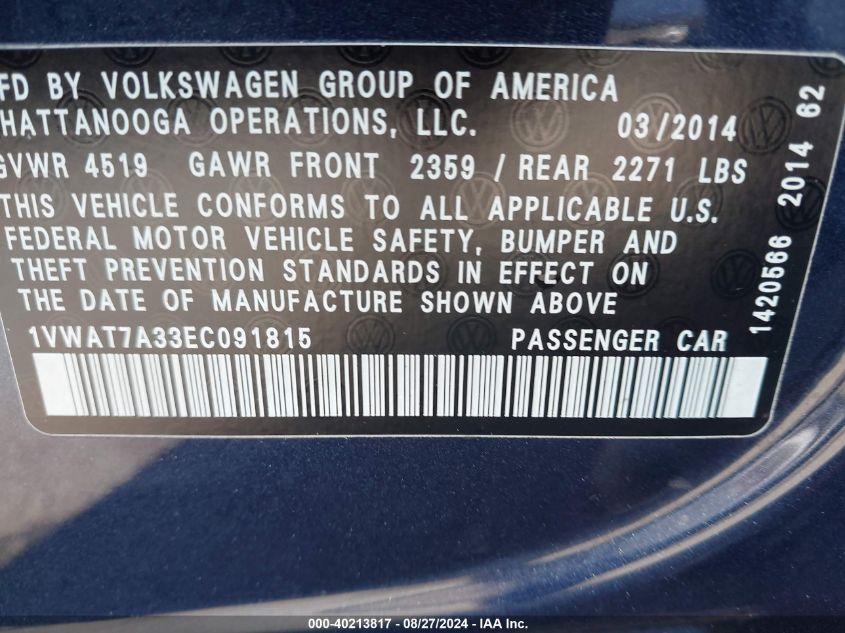 FD BY VOLKSWAGEN GROUP OF AMERICA
HATTANOOGA OPERATIONS, LLC. 03/2014
GVWR 4519 GAWR FRONT 2359 / REAR 2271 LBS
THIS VEHICLE CONFORMS TO ALL APPLICABLE U.S.
FEDERAL MOTOR VEHICLE SAFETY, BUMPER AND
THEFT PREVENTION STANDARDS IN EFFECT ON
THE DATE OF MANUFACTURE SHOWN ABOVE
1VWAT7A33EC091815 PASSENGER CAR
1420566 2014 62
000-40213817 - 08/27/2024 - IAA Inc.